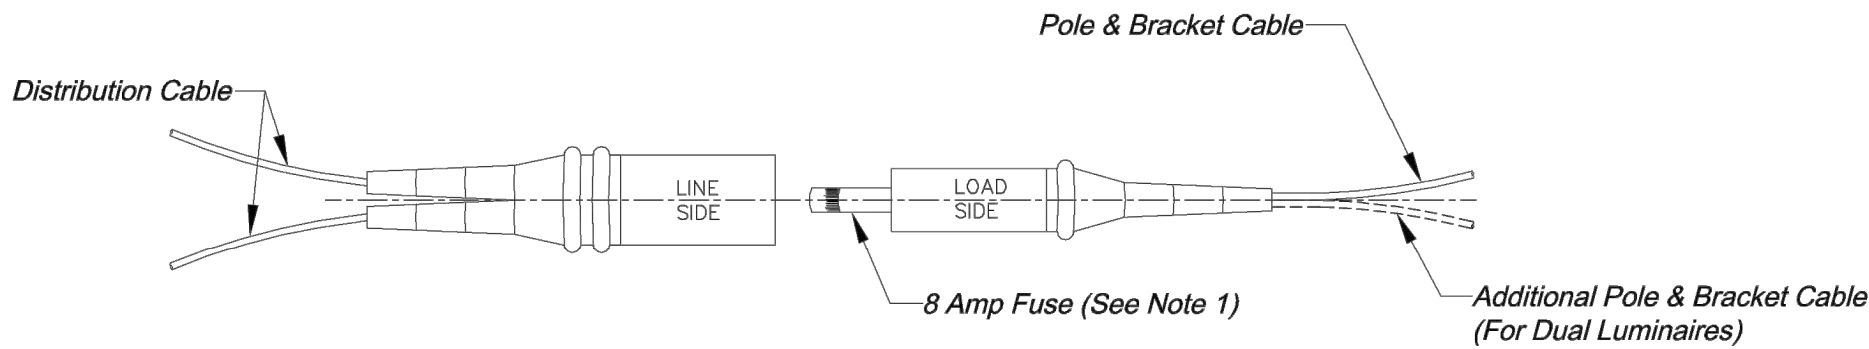 Pole & Bracket Cable
Distribution Cable
LINE
SIDE
LOAD
SIDE
8 Amp Fuse (See Note 1)
Additional Pole & Bracket Cable
(For Dual Luminaires)